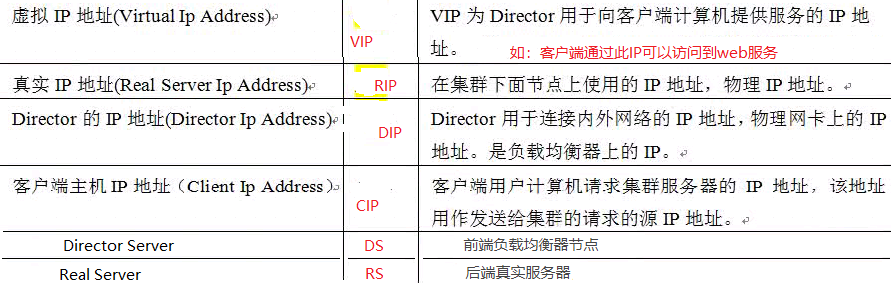 虚拟 IP 地址(Virtual Ip Address) VIP VIP 为 Director 用于向客户端计算机提供服务的 IP 地
址。 如：客户端通过此IP可以访问到web服务
真实 IP 地址(Real Server Ip Address) RIP 在集群下面节点上使用的 IP 地址，物理 IP 地址。
Director 的 IP 地址(Director Ip Address) DIP Director 用于连接内外网络的 IP 地址，物理网卡上的 IP
地址。是负载均衡器上的 IP。
客户端主机 IP 地址（Client Ip Address） CIP 客户端用户计算机请求集群服务器的 IP 地址，该地址
用作发送给集群的请求的源 IP 地址。
Director Server DS 前端负载均衡器节点
Real Server RS 后端真实服务器